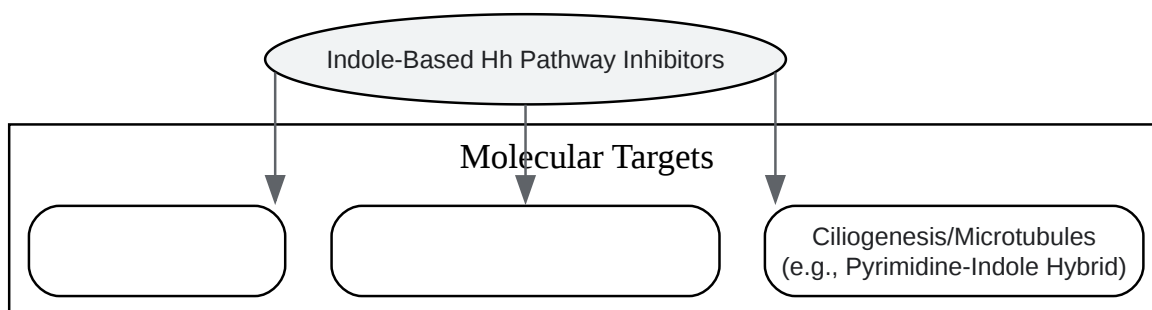 Indole-Based Hh Pathway Inhibitors
Molecular Targets
Ciliogenesis/Microtubules
(e.g., Pyrimidine-Indole Hybrid)